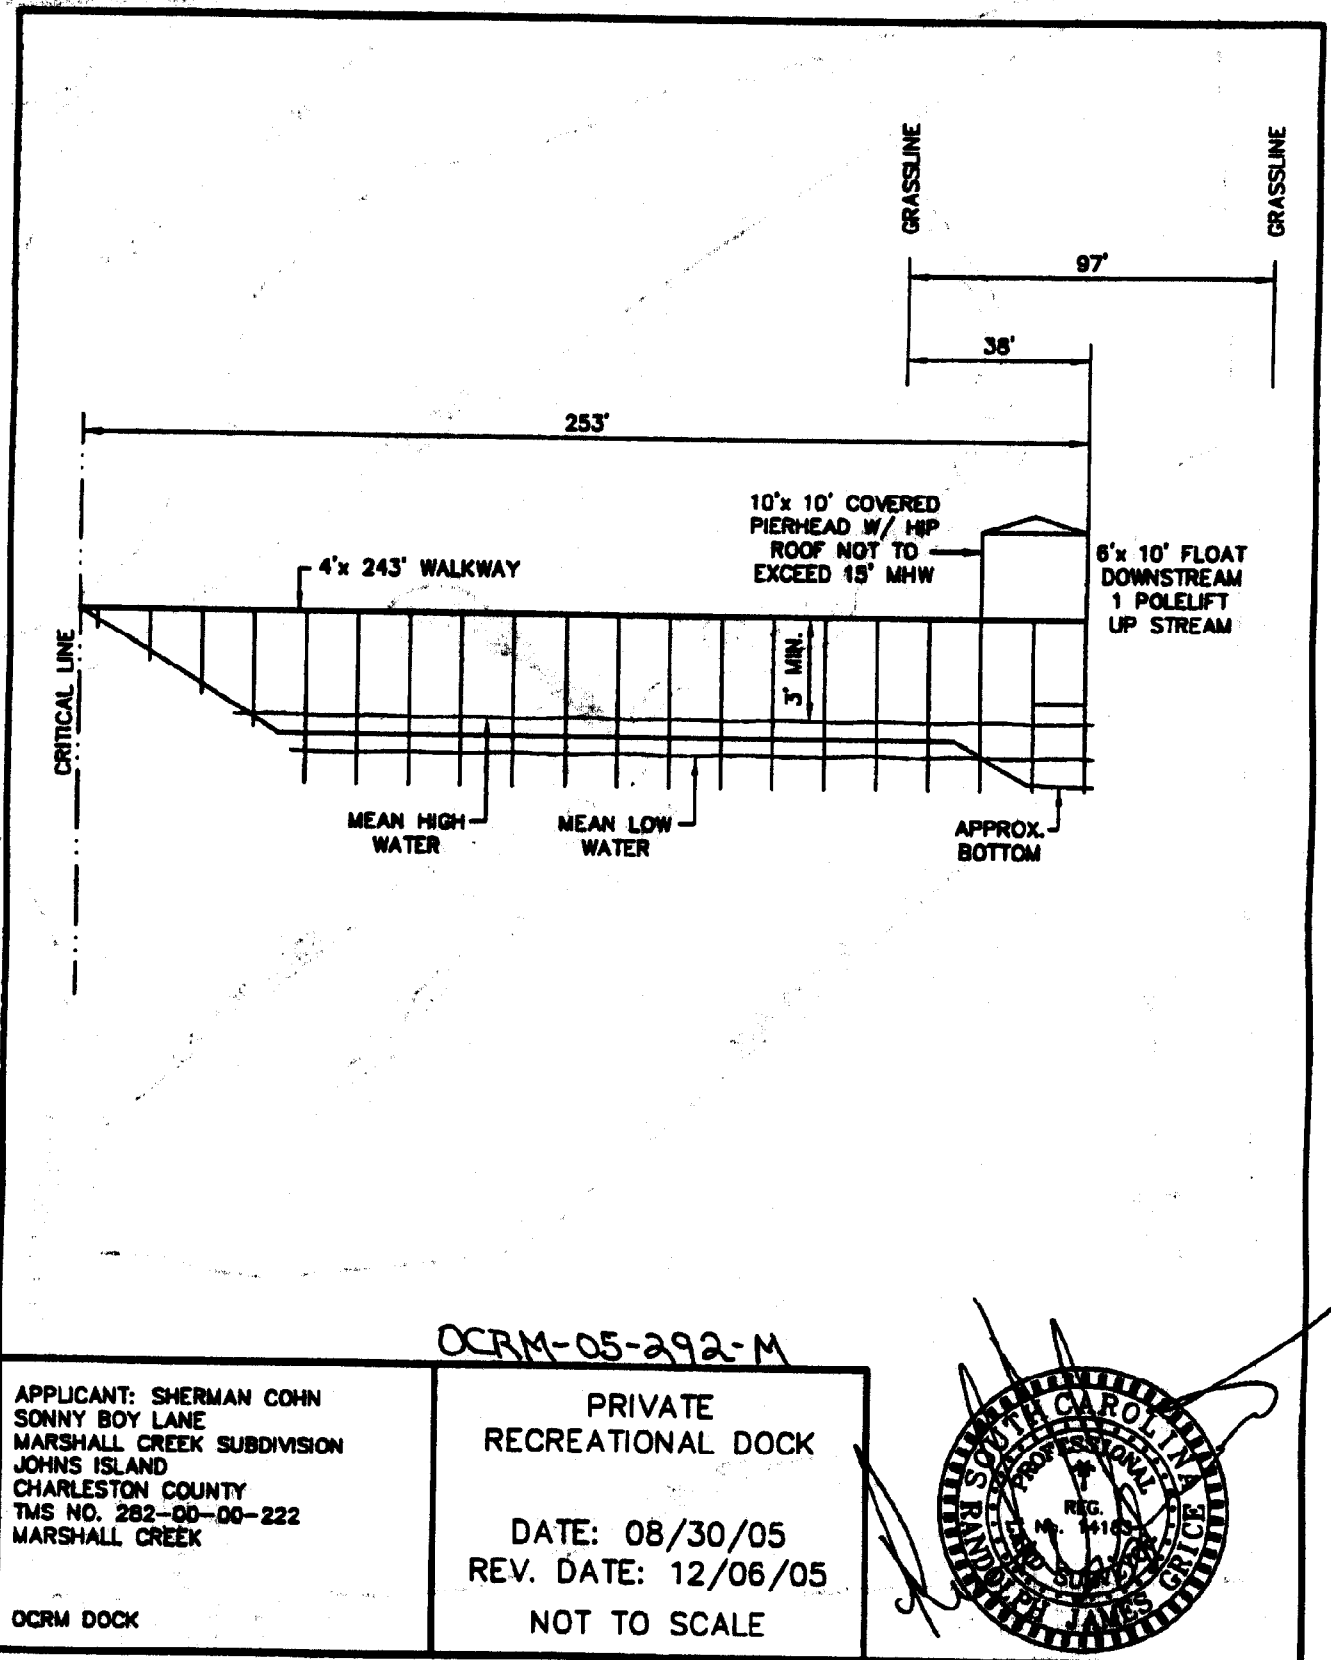 GRASSLINE
GRASSLINE
97'
38'
253'
10'x 10' COVERED
PIERHEAD W/ HIP
ROOF NOT TO
EXCEED 15' MHW
6'x 10' FLOAT
DOWNSTREAM
1 POLELIFT
UP STREAM
4'x 243' WALKWAY
3' MIN.
CRITICAL LINE
MEAN HIGH
WATER
MEAN LOW
WATER
APPROX.
BOTTOM
OCRM-05-292-M
APPLICANT: SHERMAN COHN
SONNY BOY LANE
MARSHALL CREEK SUBDIVISION
JOHNS ISLAND
CHARLESTON COUNTY
TMS NO. 282-00-00-222
MARSHALL CREEK
OCRM DOCK
PRIVATE
RECREATIONAL DOCK
DATE: 08/30/05
REV. DATE: 12/06/05
NOT TO SCALE
SOUTH CAROLINA
PROFESSIONAL
REG.
LAND
RANDOLPH JAMES GRICE